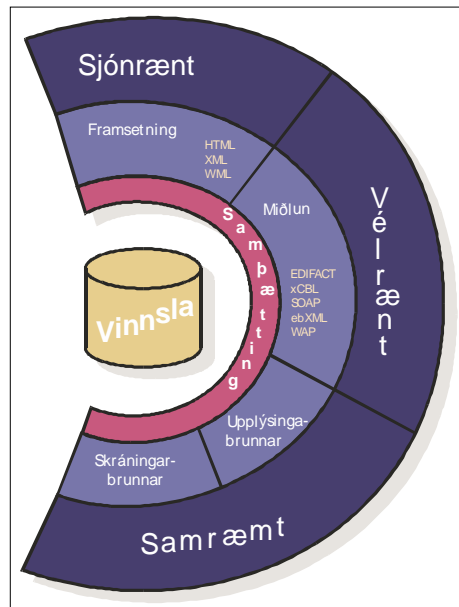 Sjónrænt
Framsetning
HTML
XML
WML
Samþætting
Miðlun
EDIFACT
xCBL
SOAP
ebXML
WAP
Vélrænt
Vinnsla
Upplýsinga-
brunnar
Skráningar-
brunnar
Samræmt